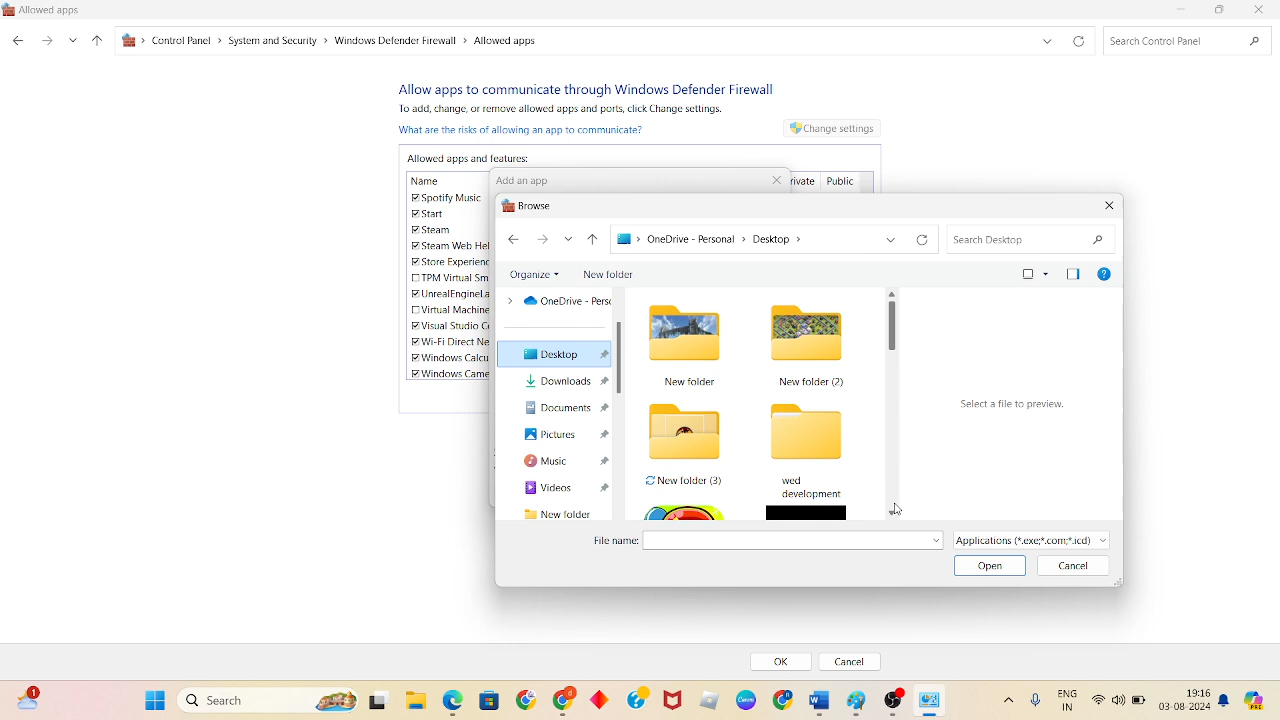 Allowed apps
Control Panel > System and Security > Windows Defender Firewall > Allowed apps
Search Control Panel
Allow apps to communicate through Windows Defender Firewall
To add, change, or remove allowed apps and ports, click Change settings.
What are the risks of allowing an app to communicate?
Change settings
Allowed apps and features:
Add an app
Name
rivate Public
Spotify Music
Start
Steam
Steam Web Hel
Store Experienc
TPM Virtual Sm
UnrealEngineLa
Virtual Machine
Visual Studio C
Wi-Fi Direct Ne
Windows Calcu
Windows Came
Browse
OneDrive - Personal > Desktop >
Search Desktop
Organize
New folder
OneDrive - Perso
Desktop
Downloads
Documents
Pictures
Music
Videos
New folder
New folder
New folder (2)
New folder (3)
wed
development
Select a file to preview.
File name:
Applications (*.exe;*.com;*.icd)
Open
Cancel
OK
Cancel
1
Search
ENG
IN
19:16
03-08-2024